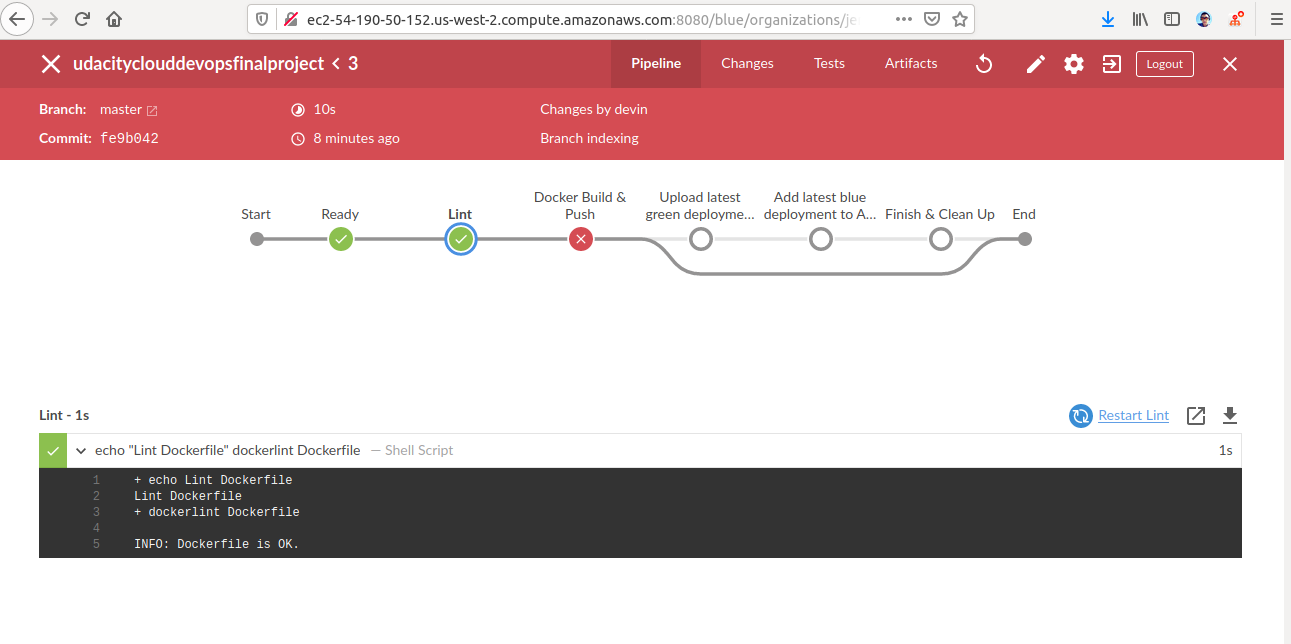 ec2-54-190-50-152.us-west-2.compute.amazonaws.com:8080/blue/organizations/je
udacityclouddevopsfinalproject < 3
Pipeline Changes Tests Artifacts Logout
Branch: master 10s Changes by devin
Commit: fe9b042 8 minutes ago Branch indexing
Docker Build & Upload latest Add latest blue
Start Ready Lint Push green deployme... deployment to A... Finish & Clean Up End
Lint - 1s Restart Lint
echo "Lint Dockerfile" dockerlint Dockerfile — Shell Script 1s
1 + echo Lint Dockerfile
2 Lint Dockerfile
3 + dockerlint Dockerfile
4
5 INFO: Dockerfile is OK.